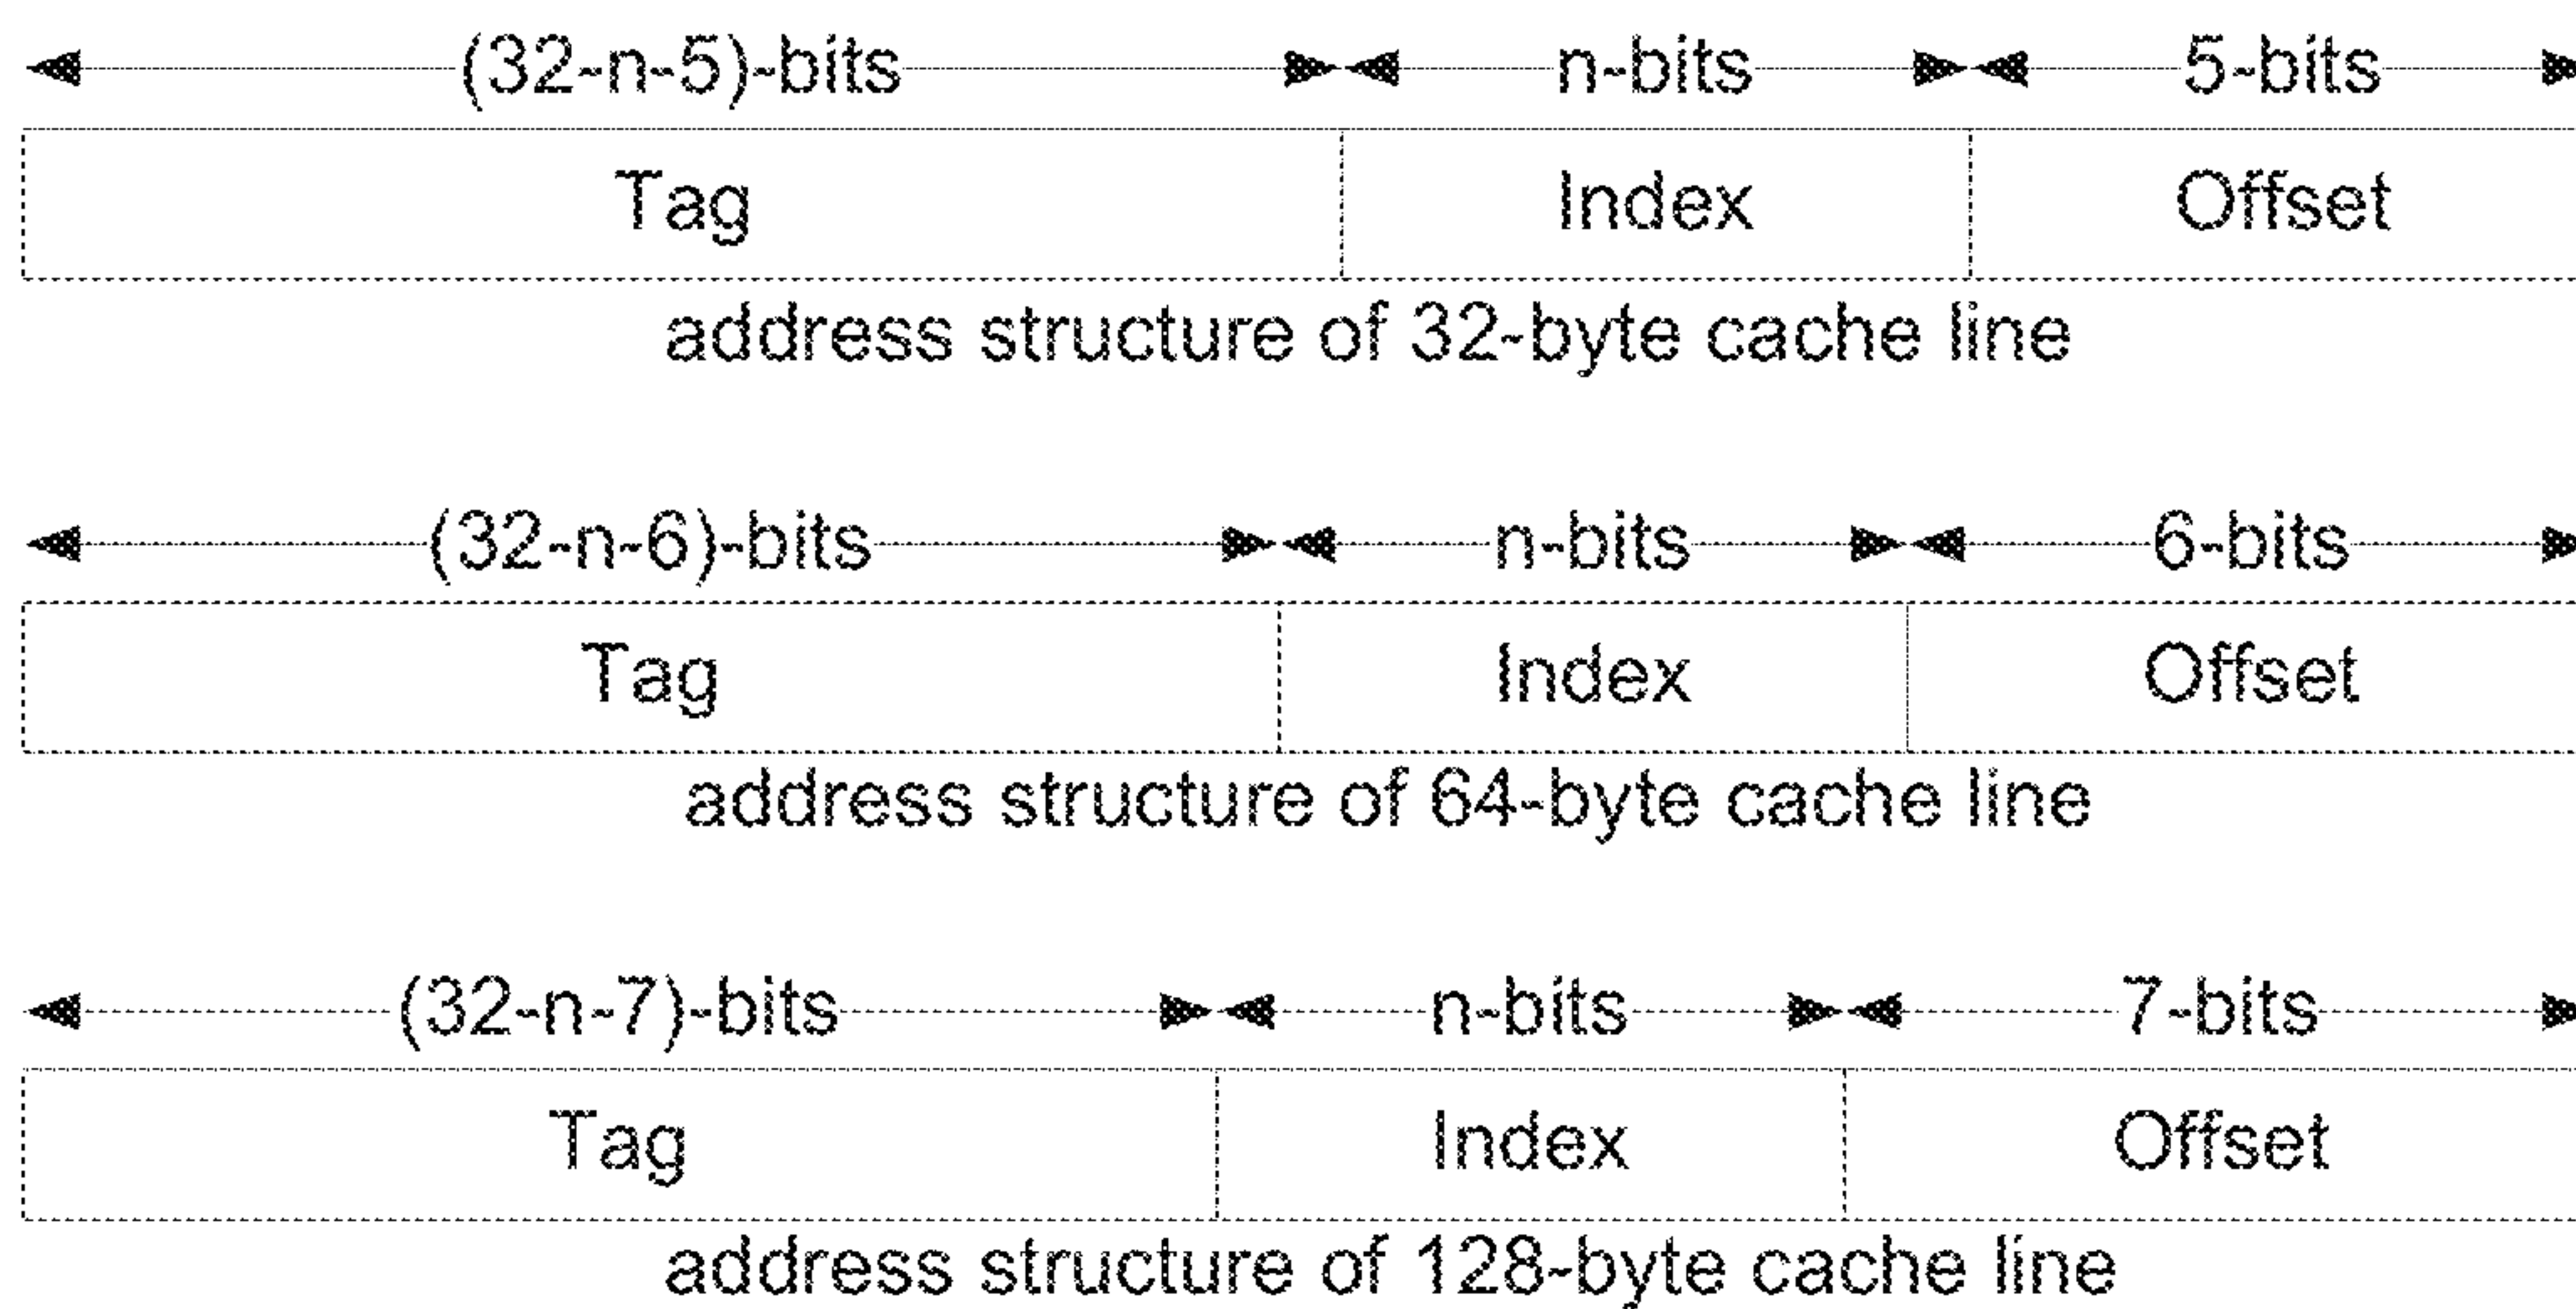 (32-n-5)-bits n-bits 5-bits
Tag Index Offset
address structure of 32-byte cache line
(32-n-6)-bits n-bits 6-bits
Tag Index Offset
address structure of 64-byte cache line
(32-n-7)-bits n-bits 7-bits
Tag Index Offset
address structure of 128-byte cache line